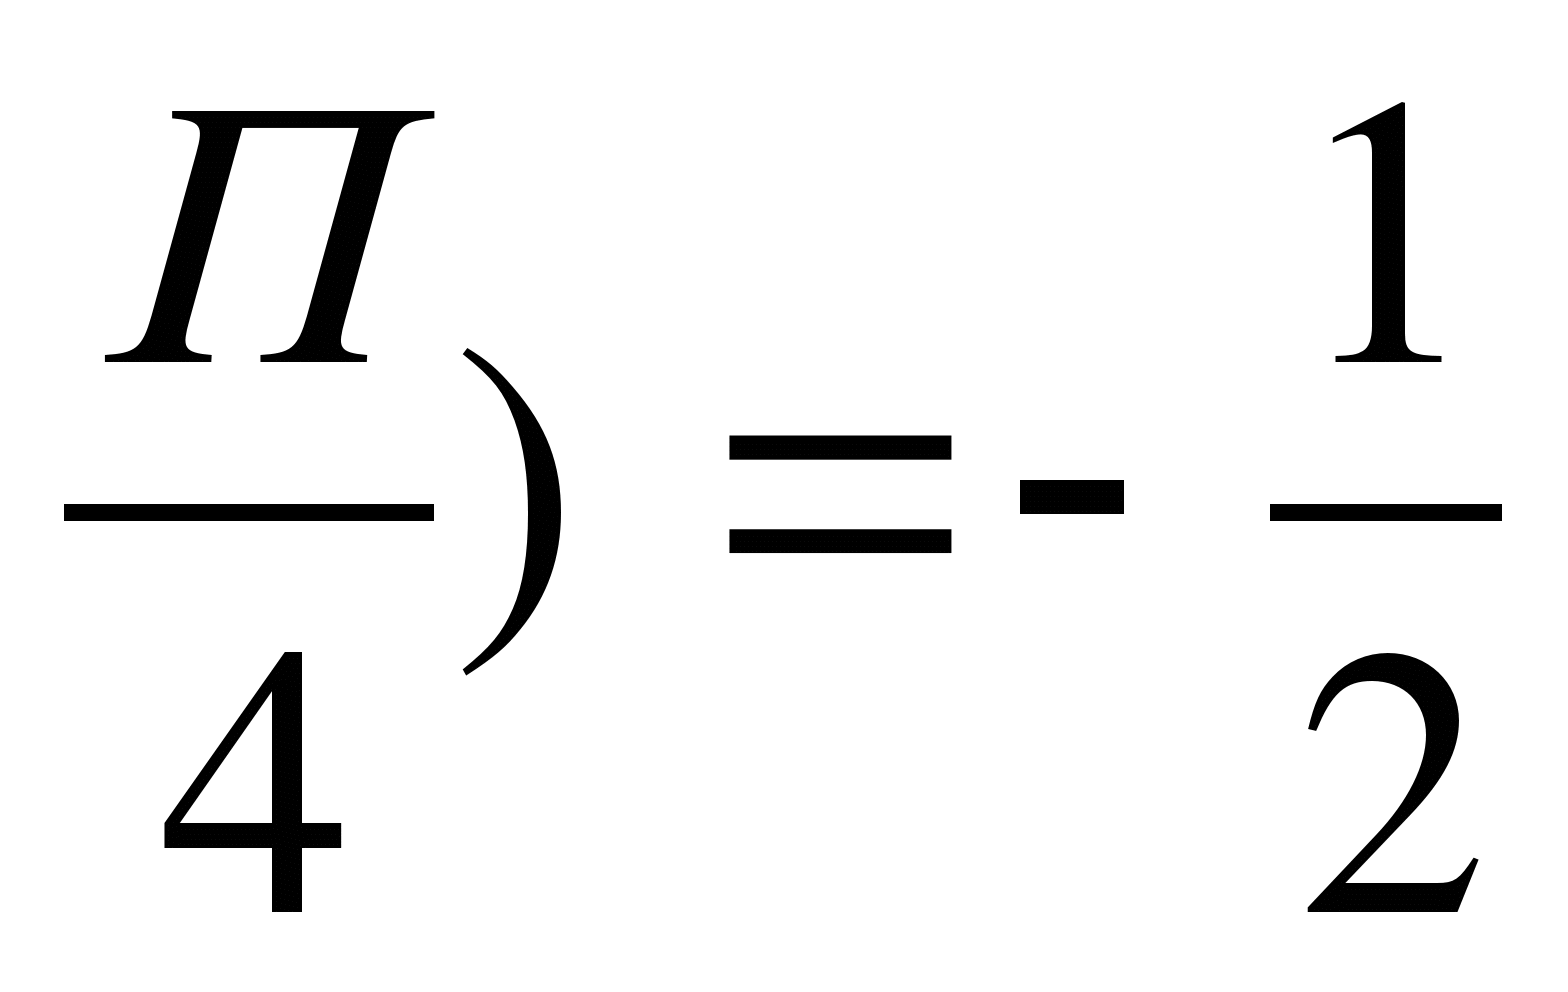 П/4) = - 1/2